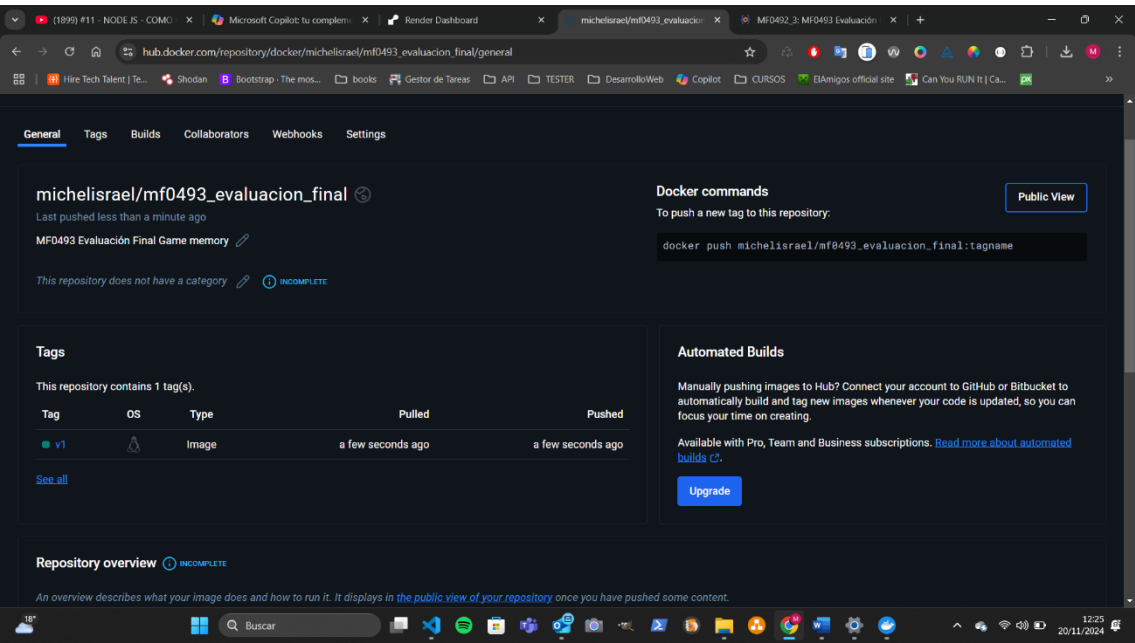 (1899) #11 - NODE JS - COMO
Microsoft Copilot: tu compleme
Render Dashboard
michelisrael/mf0493_evaluacion
MF0492_3: MF0493 Evaluación
hub.docker.com/repository/docker/michelisrael/mf0493_evaluacion_final/general
Hire Tech Talent | Te...
Shodan
Bootstrap · The mos...
books
Gestor de Tareas
API
TESTER
DesarrolloWeb
Copilot
CURSOS
ElAmigos official site
Can You RUN It | Ca...
px
General Tags Builds Collaborators Webhooks Settings
michelisrael/mf0493_evaluacion_final
Last pushed less than a minute ago
MF0493 Evaluación Final Game memory
This repository does not have a category INCOMPLETE
Docker commands
Public View
To push a new tag to this repository:
docker push michelisrael/mf0493_evaluacion_final:tagname
Tags
This repository contains 1 tag(s).
Tag OS Type Pulled Pushed
v1 Image a few seconds ago a few seconds ago
See all
Automated Builds
Manually pushing images to Hub? Connect your account to GitHub or Bitbucket to
automatically build and tag new images whenever your code is updated, so you can
focus your time on creating.
Available with Pro, Team and Business subscriptions. Read more about automated
builds.
Upgrade
Repository overview INCOMPLETE
An overview describes what your image does and how to run it. It displays in the public view of your repository once you have pushed some content.
18°
Buscar
12:25
20/11/2024